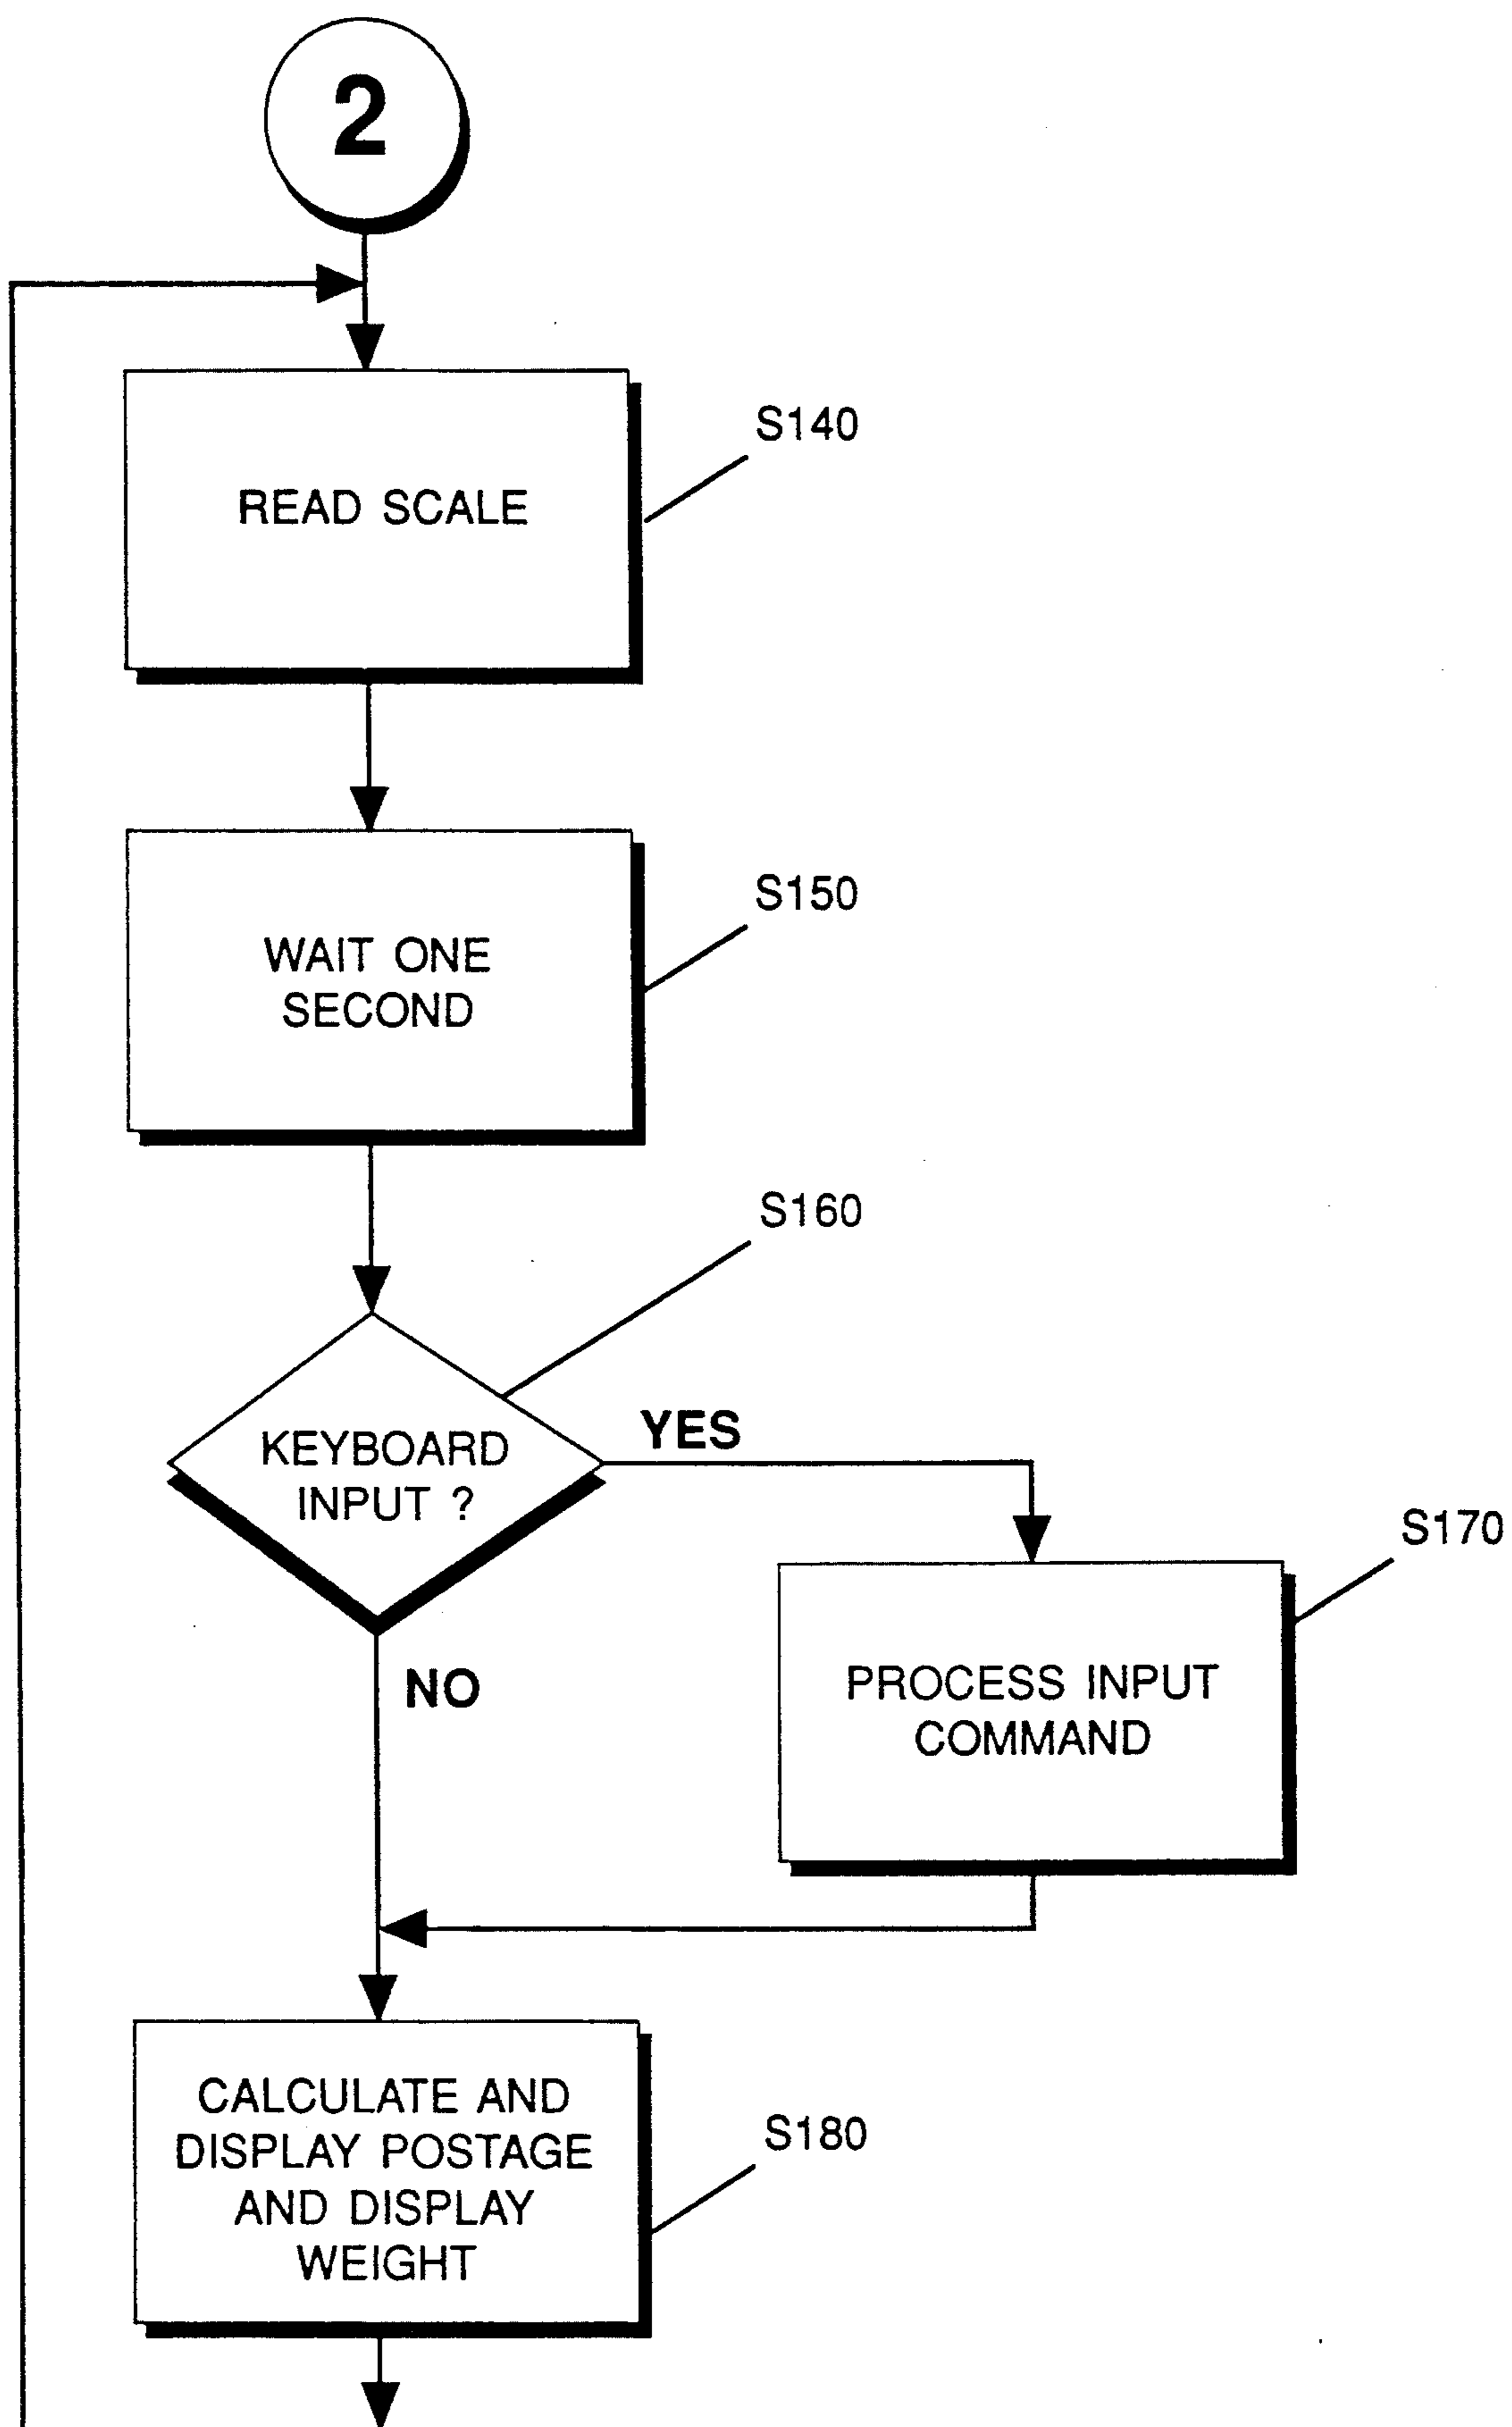 2
S140
READ SCALE
S150
WAIT ONE
SECOND
S160
KEYBOARD
INPUT ?
YES
NO
S170
PROCESS INPUT
COMMAND
CALCULATE AND
DISPLAY POSTAGE
AND DISPLAY
WEIGHT
S180